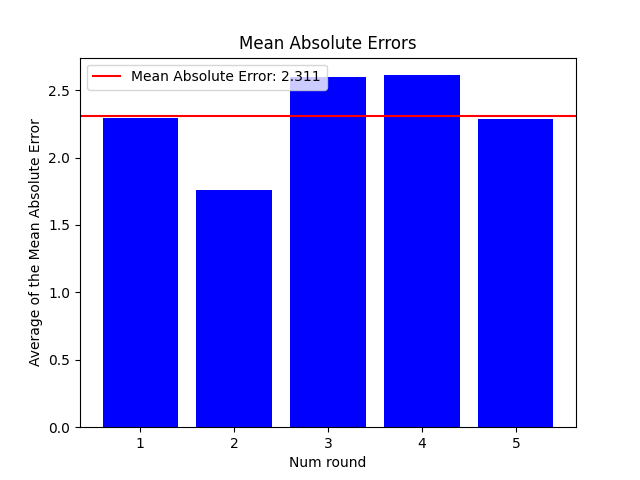 Mean Absolute Errors
Mean Absolute Error: 2.311
Average of the Mean Absolute Error
2.5
2.0
1.5
1.0
0.5
0.0
1 2 3 4 5
Num round